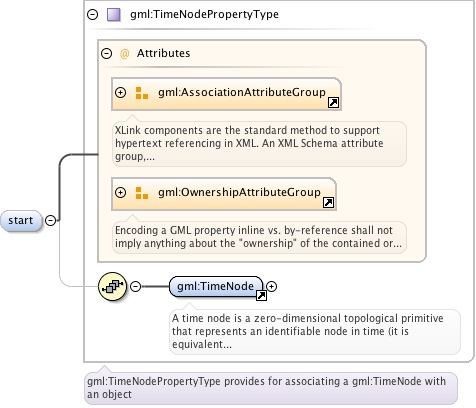 gml:TimeNodePropertyType
@ Attributes
gml:AssociationAttributeGroup
XLink components are the standard method to support
hypertext referencing in XML. An XML Schema attribute
group,...
gml:OwnershipAttributeGroup
Encoding a GML property inline vs. by-reference shall not
imply anything about the "ownership" of the contained or...
start
gml:TimeNode
A time node is a zero-dimensional topological primitive
that represents an identifiable node in time (it is
equivalent...
gml:TimeNodePropertyType provides for associating a gml:TimeNode with
an object